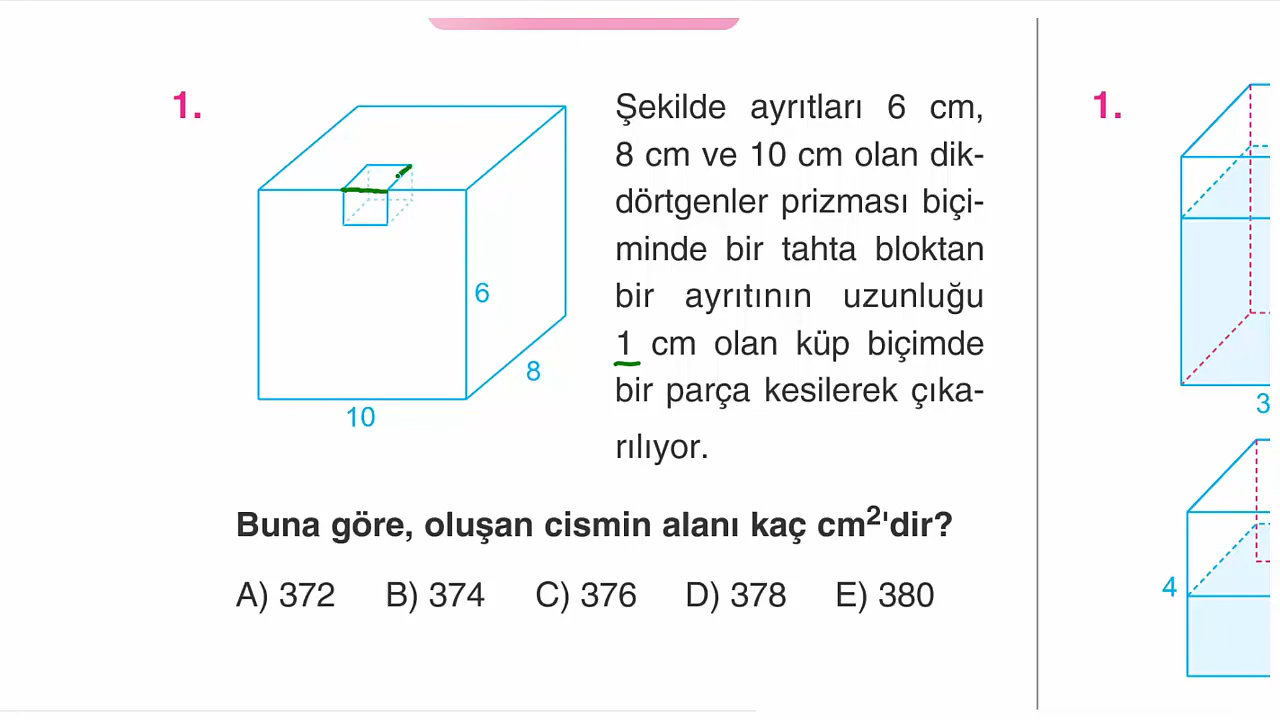 1.
Şekilde ayrıtları 6 cm,
8 cm ve 10 cm olan dik-
dörtgenler prizması biçi-
minde bir tahta bloktan
bir ayrıtının uzunluğu
1 cm olan küp biçimde
bir parça kesilerek çıka-
rılıyor.
6
8
10
Buna göre, oluşan cismin alanı kaç cm²'dir?
A) 372 B) 374 C) 376 D) 378 E) 380
1.
3
4